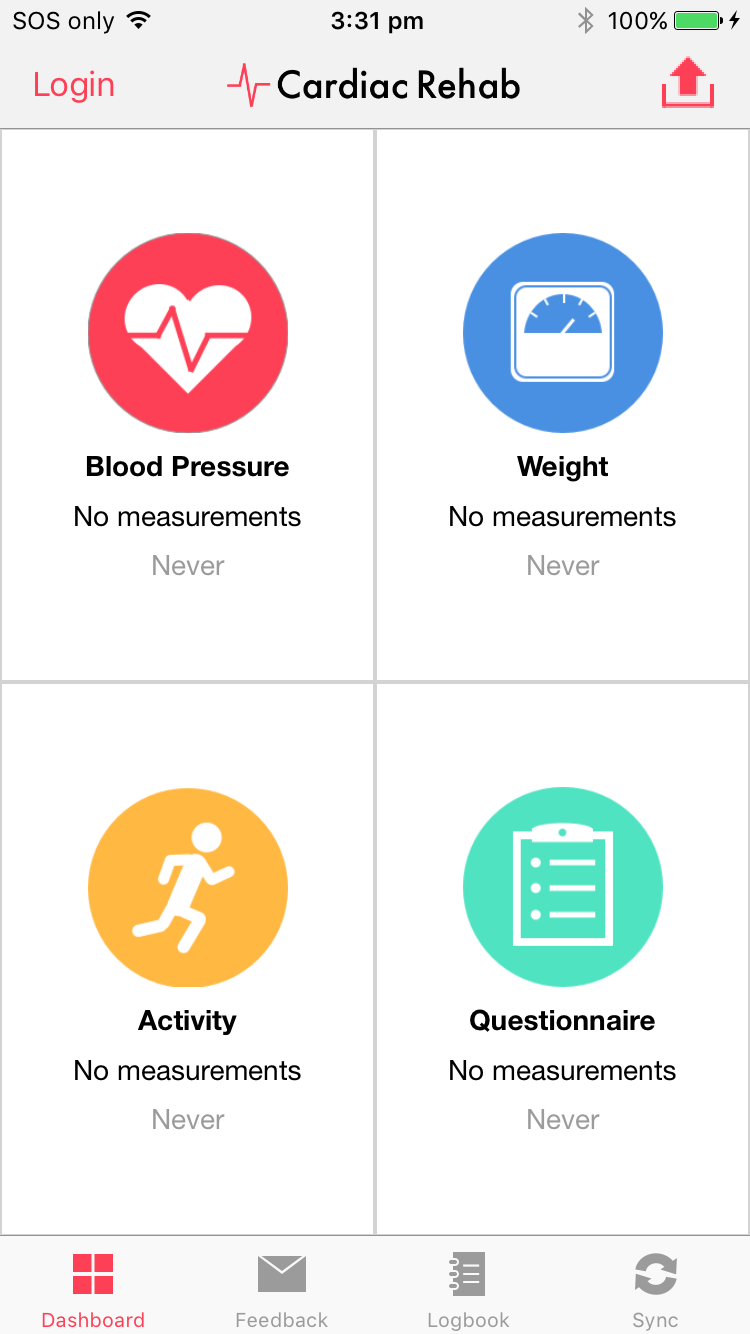 SOS only 3:31 pm 100%
Login Cardiac Rehab
Blood Pressure Weight
No measurements No measurements
Never Never
Activity Questionnaire
No measurements No measurements
Never Never
Dashboard Feedback Logbook Sync